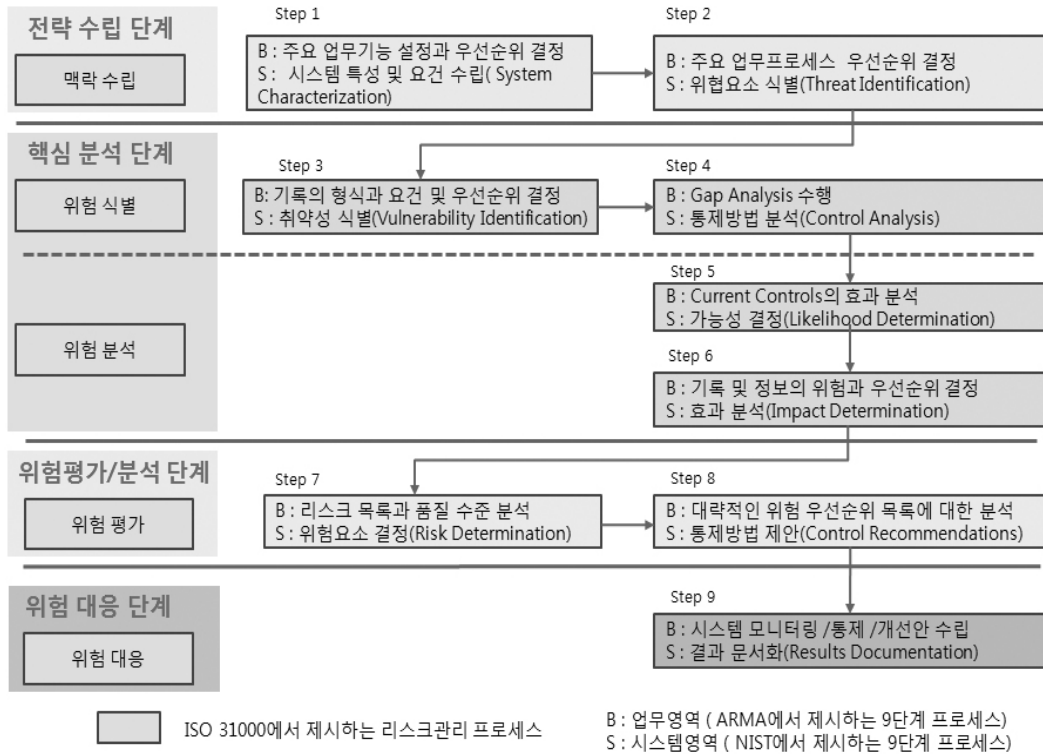 전략 수립 단계
맥락 수립
Step 1
B : 주요 업무기능 설정과 우선순위 결정
S : 시스템 특성 및 요건 수립( System
Characterization)
Step 2
B : 주요 업무프로세스 우선순위 결정
S : 위협요소 식별(Threat Identification)
핵심 분석 단계
위험 식별
Step 3
B: 기록의 형식과 요건 및 우선순위 결정
S : 취약성 식별(Vulnerability Identification)
Step 4
B : Gap Analysis 수행
S : 통제방법 분석(Control Analysis)
위험 분석
Step 5
B : Current Controls의 효과 분석
S : 가능성 결정(Likelihood Determination)
Step 6
B : 기록 및 정보의 위험과 우선순위 결정
S : 효과 분석(Impact Determination)
위험평가/분석 단계
위험 평가
Step 7
B : 리스크 목록과 품질 수준 분석
S : 위험요소 결정(Risk Determination)
Step 8
B : 대략적인 위험 우선순위 목록에 대한 분석
S : 통제방법 제안(Control Recommendations)
위험 대응 단계
위험 대응
Step 9
B : 시스템 모니터링 /통제 /개선안 수립
S : 결과 문서화(Results Documentation)
ISO 31000에서 제시하는 리스크관리 프로세스
B : 업무영역 ( ARMA에서 제시하는 9단계 프로세스)
S : 시스템영역 ( NIST에서 제시하는 9단계 프로세스)